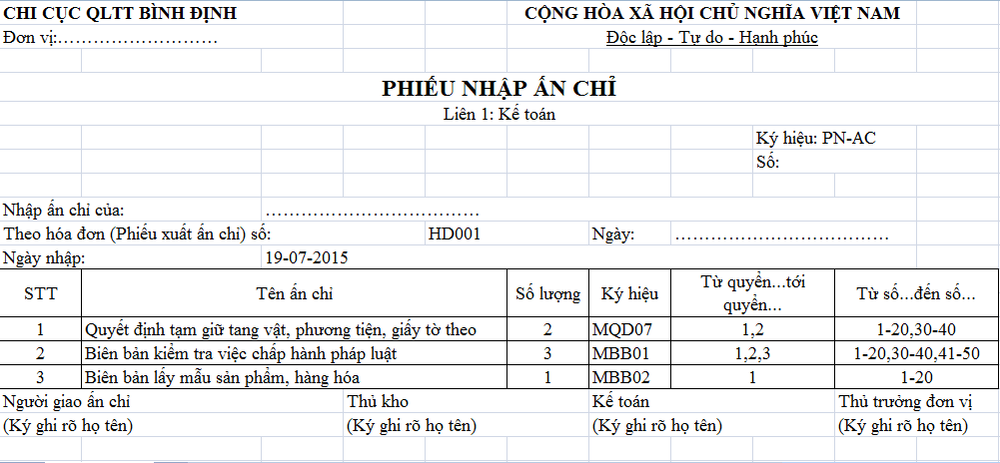 CHI CỤC QLTT BÌNH ĐỊNH CỘNG HÒA XÃ HỘI CHỦ NGHĨA VIỆT NAM
Đơn vị:……………………… Độc lập - Tự do - Hạnh phúc
PHIẾU NHẬP ẤN CHỈ
Liên 1: Kế toán
Ký hiệu: PN-AC
Số:
Nhập ấn chỉ của: ………………………………
Theo hóa đơn (Phiếu xuất ấn chỉ) số: HD001 Ngày: ………………………………
Ngày nhập: 19-07-2015
STT Tên ấn chỉ Số lượng Ký hiệu Từ quyển…tới quyển… Từ số…đến số…
1 Quyết định tạm giữ tang vật, phương tiện, giấy tờ theo 2 MQD07 1,2 1-20,30-40
2 Biên bản kiểm tra việc chấp hành pháp luật 3 MBB01 1,2,3 1-20,30-40,41-50
3 Biên bản lấy mẫu sản phẩm, hàng hóa 1 MBB02 1 1-20
Người giao ấn chỉ Thủ kho Kế toán Thủ trưởng đơn vị
(Ký ghi rõ họ tên) (Ký ghi rõ họ tên) (Ký ghi rõ họ tên) (Ký ghi rõ họ tên)